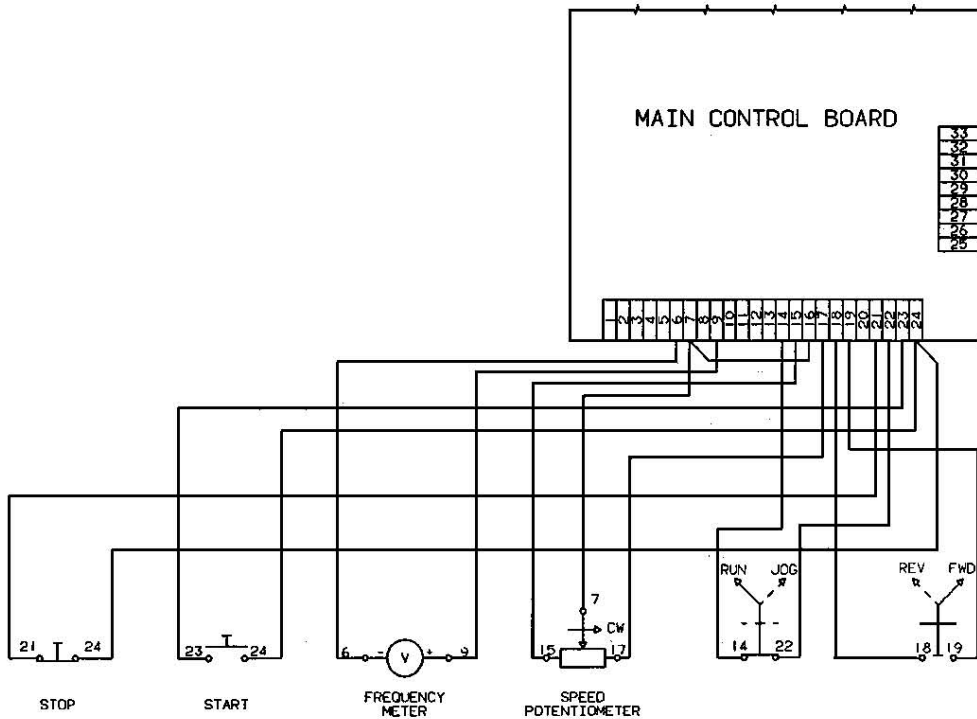 MAIN CONTROL BOARD
33
32
31
30
29
28
27
26
25
1 2 3 4 5 6 7 8 9 10 11 12 13 14 15 16 17 18 19 20 21 22 23 24
RUN JOG
REV FWD
7
CW
21 24
23 24
6 - V + 9
15 17
14 22
18 19
STOP
START
FREQUENCY
METER
SPEED
POTENTIOMETER